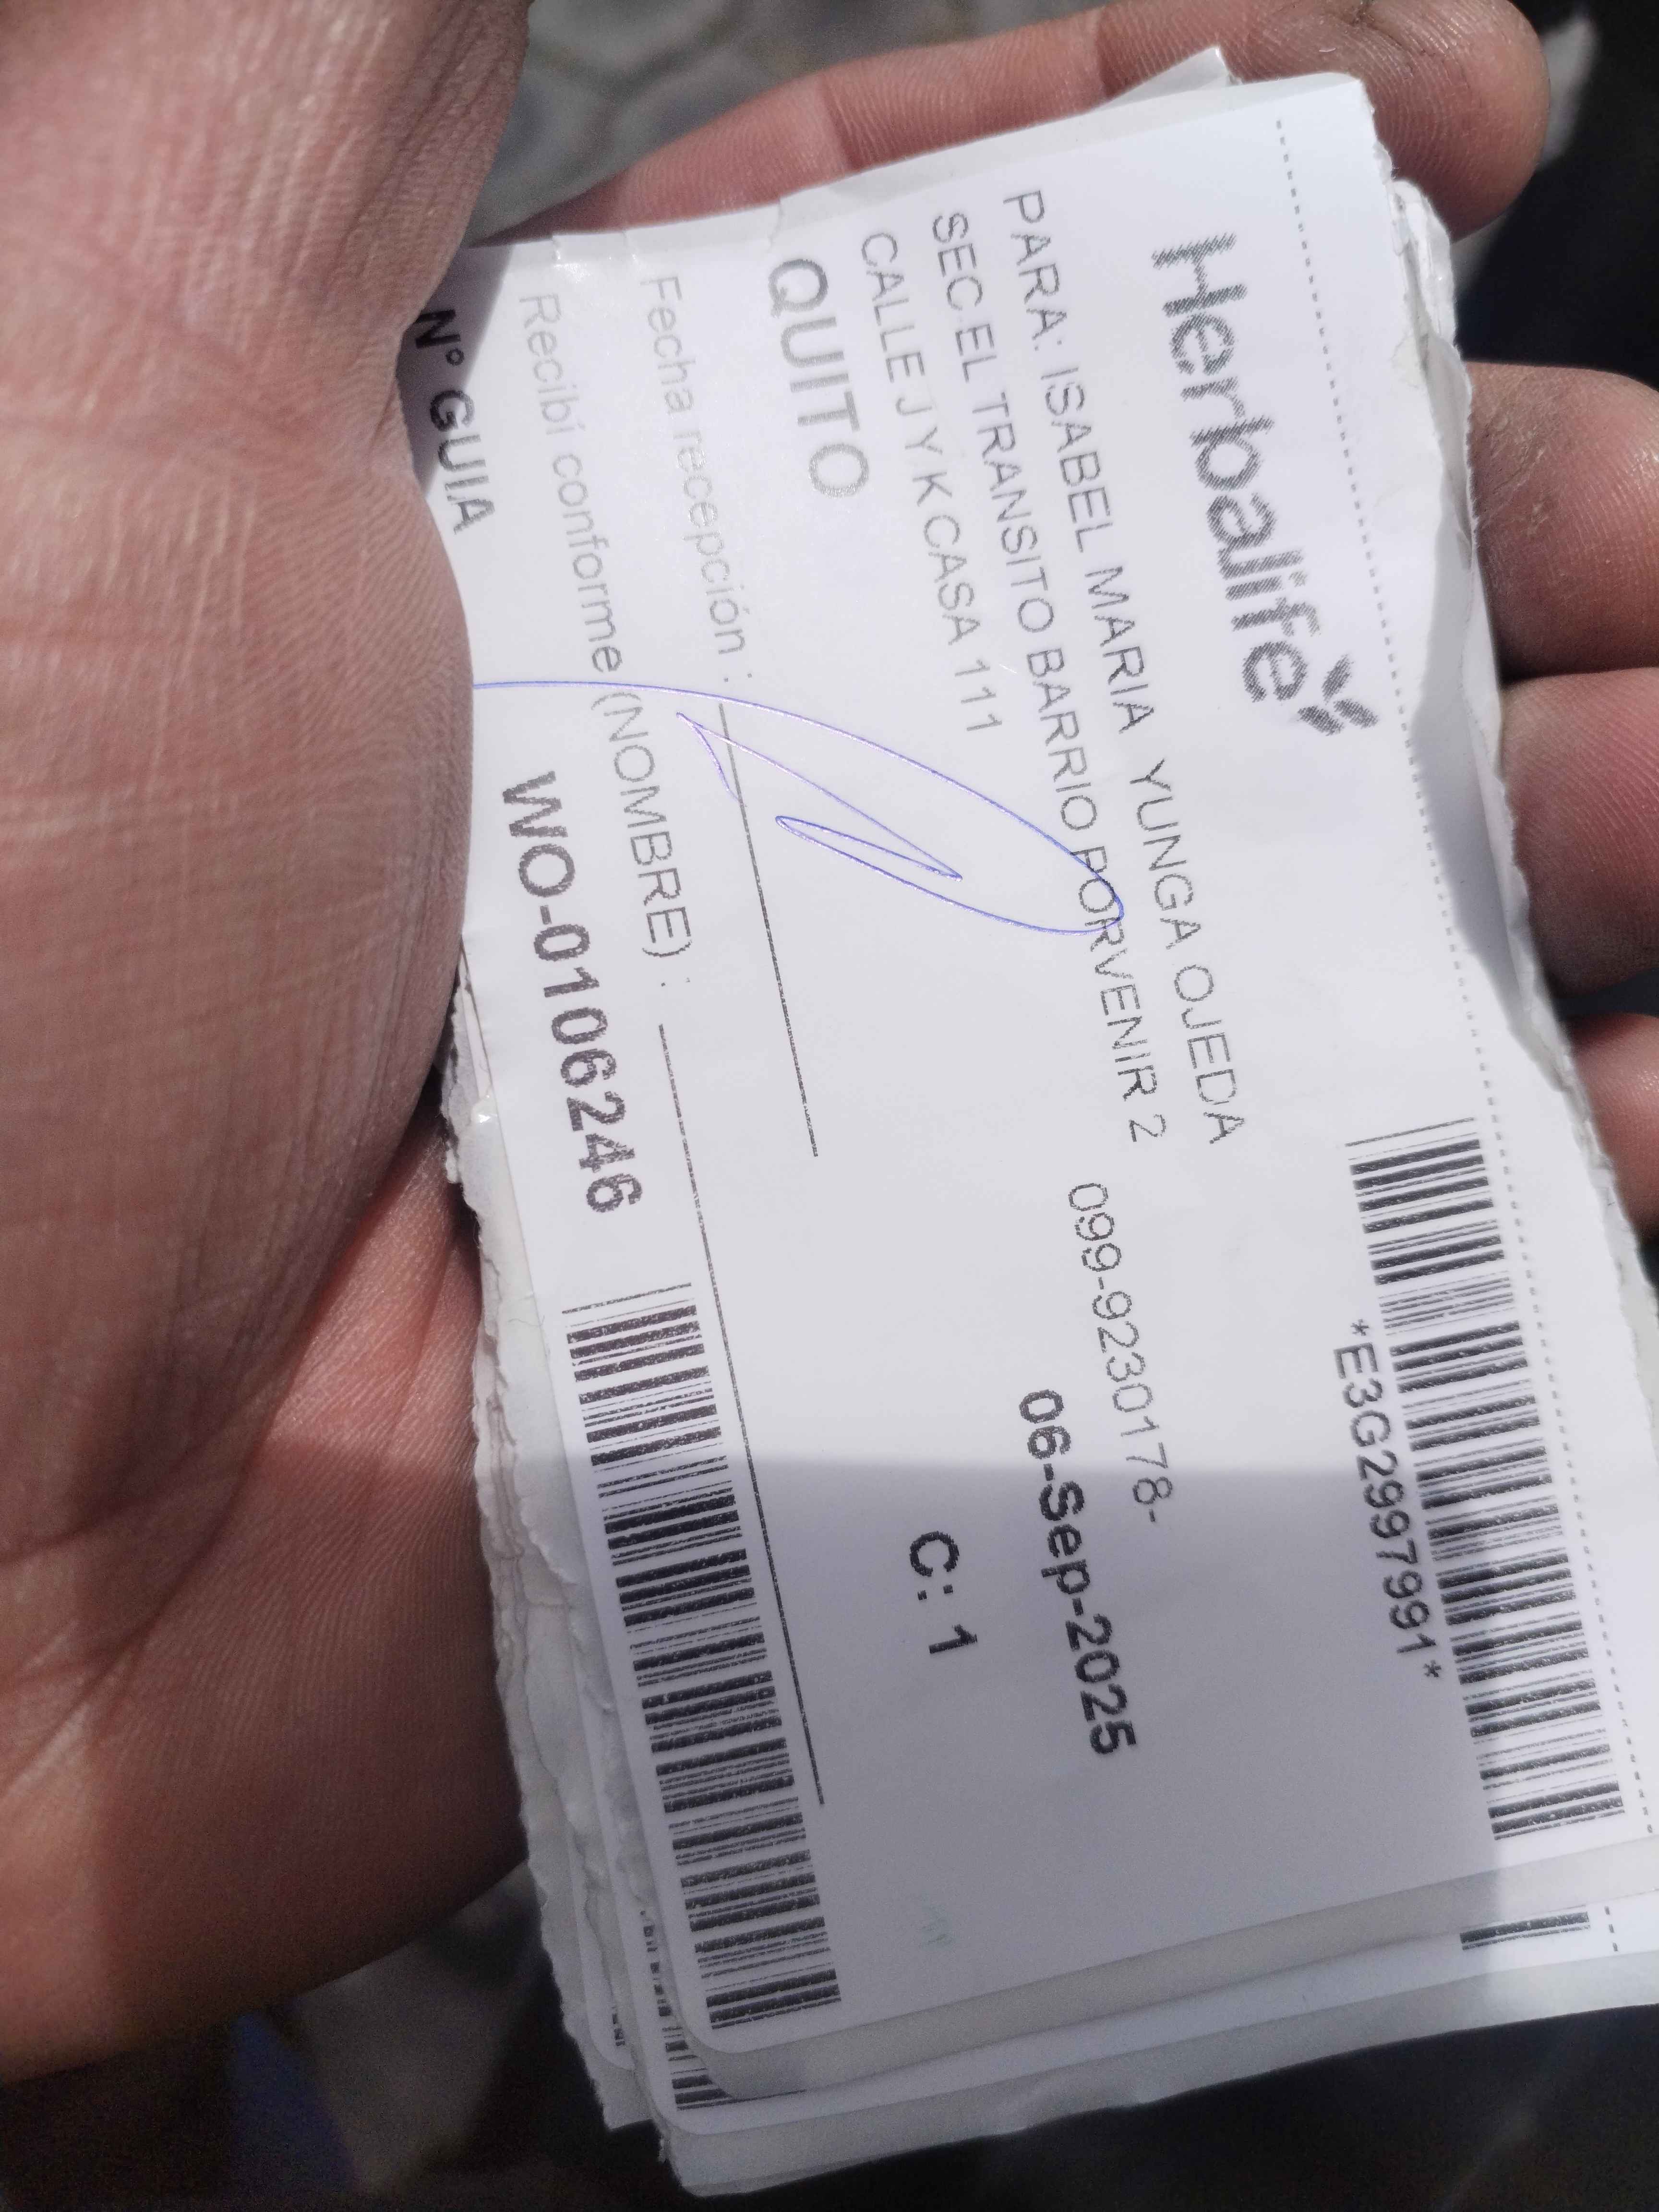 Herbalife
*E3G2997991*
PARA: ISABEL MARIA YUNGA OJEDA
SEC.EL TRANSITO BARRIO PORVENIR 2
099-9230178-
CALLE J Y K CASA 111
06-Sep-2025
QUITO
C: 1
Fecha recepción :
Recibí conforme (NOMBRE) :
N° GUIA
WO-0106246